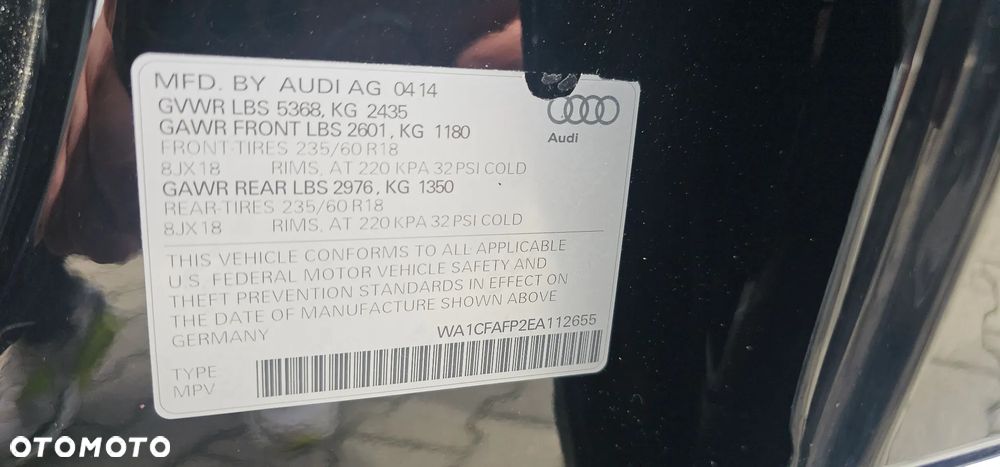 MFD. BY AUDI AG 0414
GVWR LBS 5368, KG 2435
GAWR FRONT LBS 2601, KG 1180
FRONT-TIRES 235/60 R18
8JX18 RIMS, AT 220 KPA 32 PSI COLD
GAWR REAR LBS 2976, KG 1350
REAR-TIRES 235/60 R18
8JX18 RIMS, AT 220 KPA 32 PSI COLD
Audi
THIS VEHICLE CONFORMS TO ALL APPLICABLE
U.S. FEDERAL MOTOR VEHICLE SAFETY AND
THEFT PREVENTION STANDARDS IN EFFECT ON
THE DATE OF MANUFACTURE SHOWN ABOVE
GERMANY WA1CFAFP2EA112655
TYPE
MPV
OTOMOTO